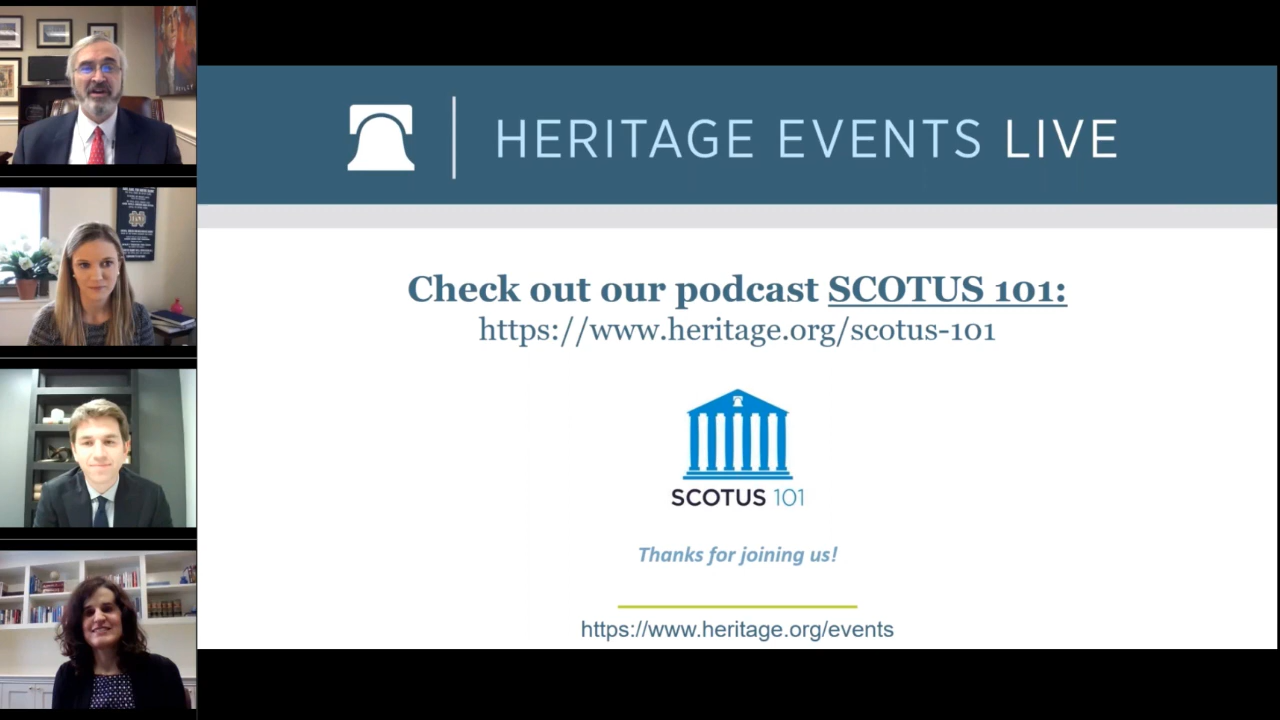 HERITAGE EVENTS LIVE
Check out our podcast SCOTUS 101:
https://www.heritage.org/scotus-101
SCOTUS 101
Thanks for joining us!
https://www.heritage.org/events